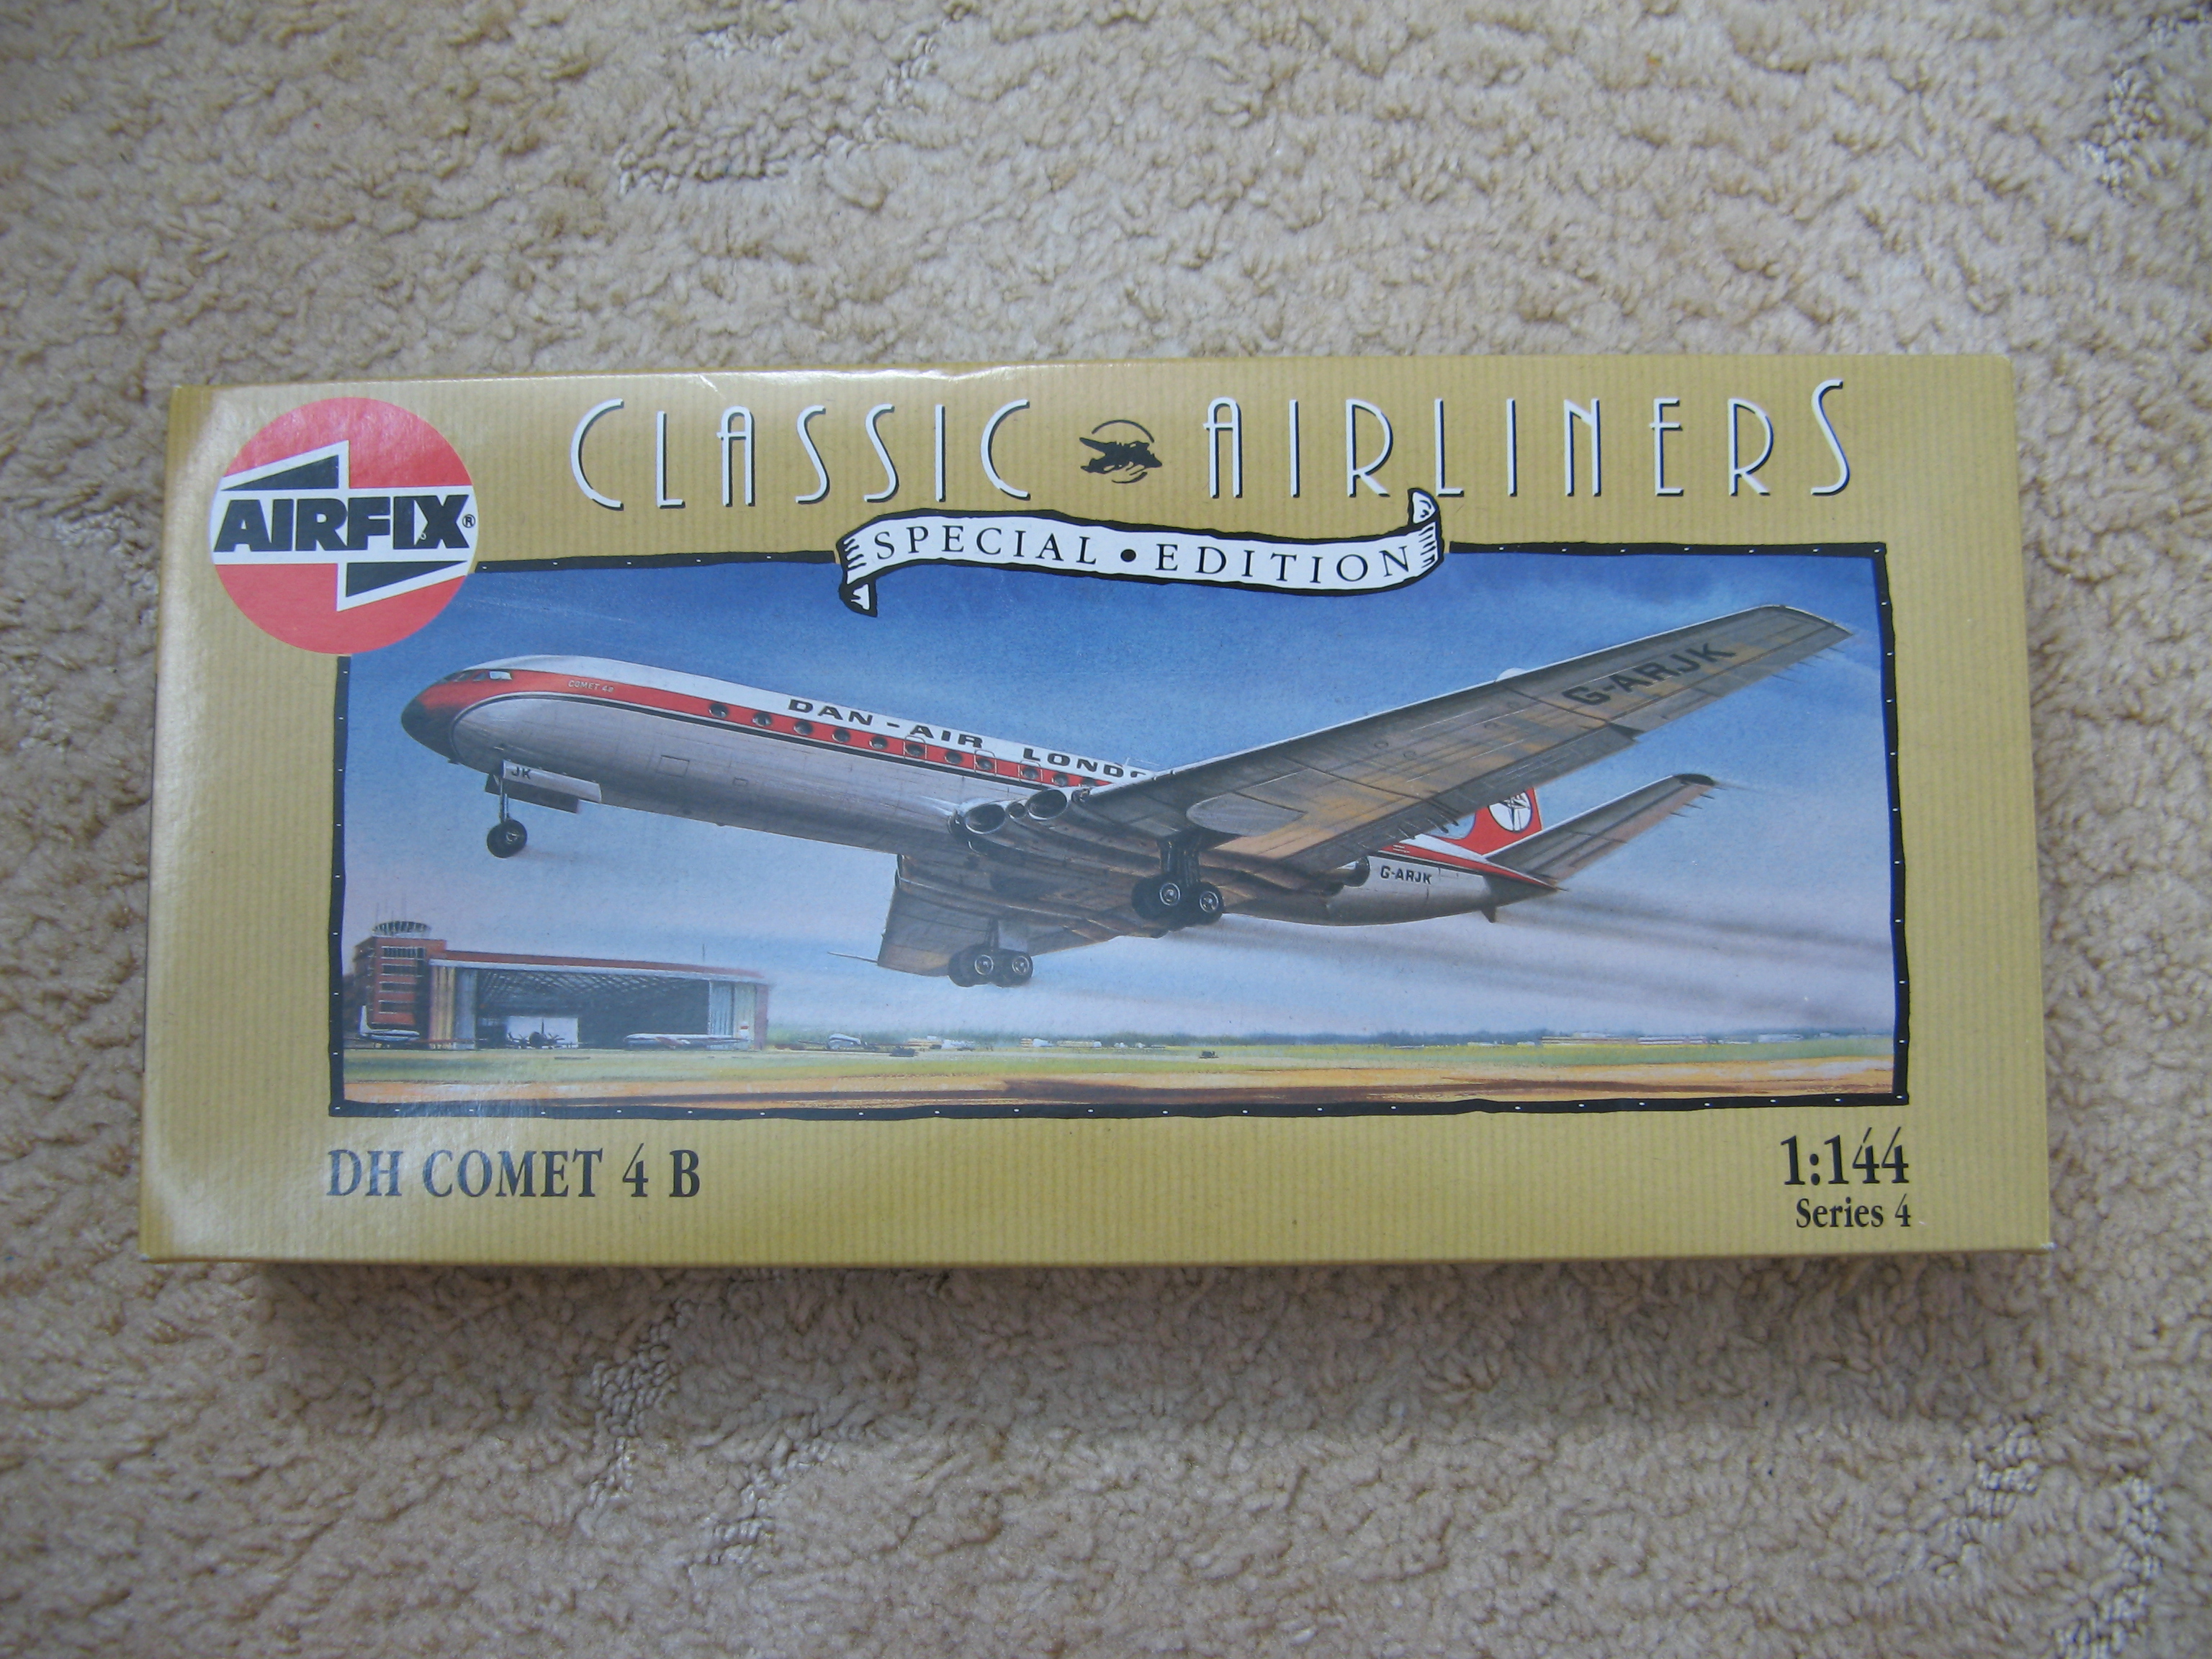 CLASSIC AIRLINERS
AIRFIX®
SPECIAL • EDITION
G-ARJK
COMET 4B
DAN-AIR LONDO
JK
G-ARJK
DH COMET 4 B
1:144
Series 4